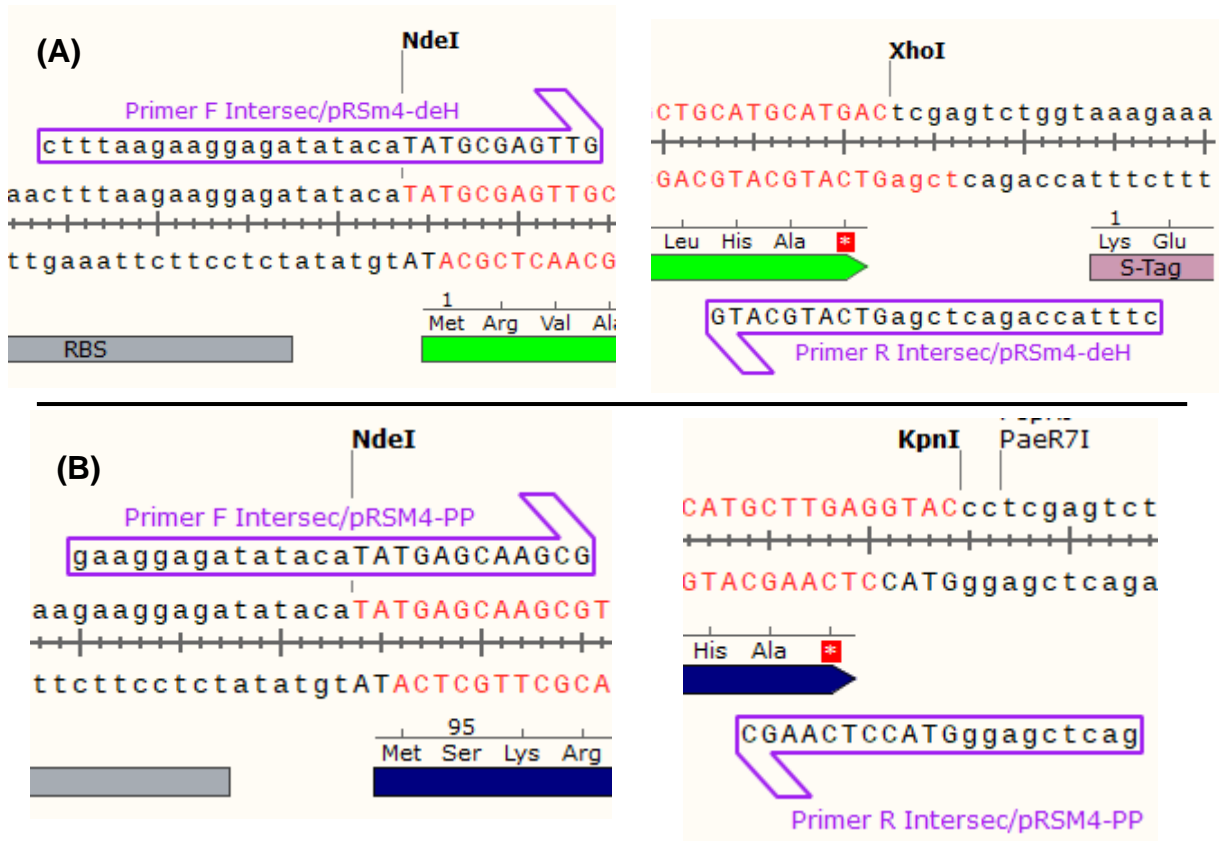 (A)
NdeI
Primer F Intersec/pRSm4-deH
ctttaagaaggagatatacaTATGCGAGTTG
aactttaagaaggagatatacaTATGCGAGTTGC
ttgaaattcttcctctatatgtATACGCTCAACG
1
Met Arg Val
RBS
XhoI
CTGCATGCATGACtcgagtctggtaaagaaa
GACGTACGTACTGagctcagaccatttcttt
1
Leu His Ala * Lys Glu
S-Tag
GTACGTACTGagctcagaccatttc
Primer R Intersec/pRSm4-deH
(B)
NdeI
Primer F Intersec/pRSM4-PP
gaaggagatatacaTATGAGCAAGCG
aagaaggagatatacaTATGAGCAAGCGT
ttcttcctctatatgtATACTCGTTCGCA
95
Met Ser Lys Arg
KpnI PaeR7I
CATGCTTGAGGTACcctcgagtct
GTACGAACTCCATGggagctcaga
His Ala *
CGAACTCCATGggagctcag
Primer R Intersec/pRSM4-PP